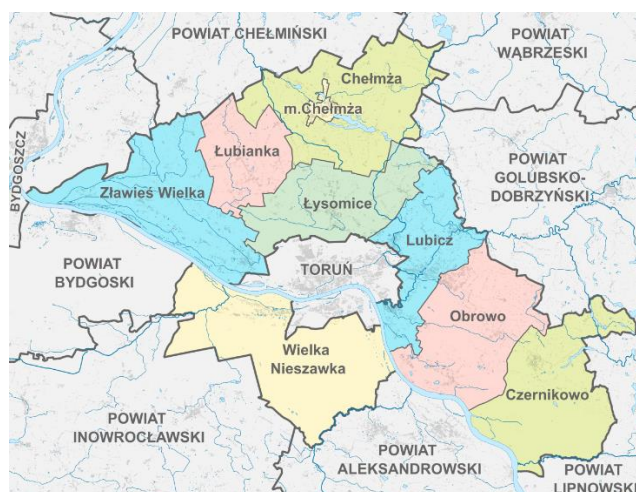 POWIAT CHEŁMIŃSKI
POWIAT
WĄBRZESKI
Chełmża
m.Chełmża
BYDGOSZCZ
Łubianka
POWIAT
GOLUBSKO-
DOBRZYŃSKI
Zławieś Wielka
Łysomice
Lubicz
POWIAT
BYDGOSKI
TORUŃ
Obrowo
Wielka
Nieszawka
Czernikowo
POWIAT
INOWROCŁAWSKI
POWIAT
ALEKSANDROWSKI
POWIAT
LIPNOWSKI